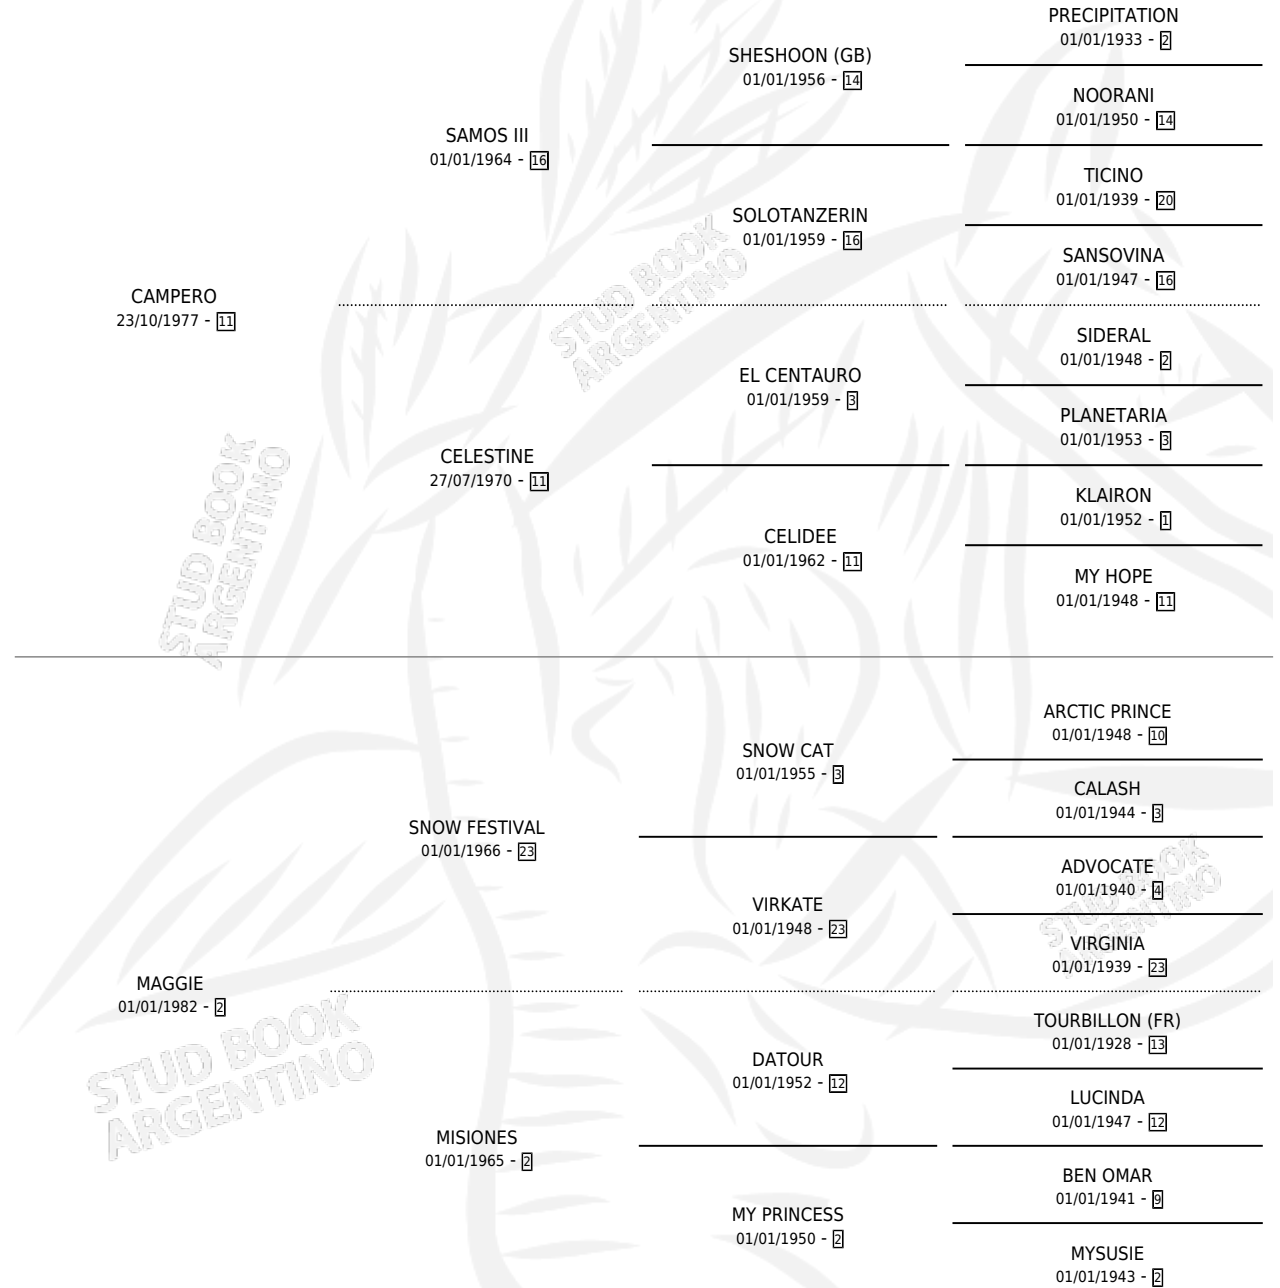 PRECIPITATION
01/01/1933 - 2
SHESHOON (GB)
01/01/1956 - 14
NOORANI
01/01/1950 - 14
SAMOS III
01/01/1964 - 16
TICINO
01/01/1939 - 20
SOLOTANZERIN
01/01/1959 - 16
SANSOVINA
01/01/1947 - 16
CAMPERO
23/10/1977 - 11
SIDERAL
01/01/1948 - 2
EL CENTAURO
01/01/1959 - 3
PLANETARIA
01/01/1953 - 3
CELESTINE
27/07/1970 - 11
KLAIRON
01/01/1952 - 1
CELIDEE
01/01/1962 - 11
MY HOPE
01/01/1948 - 11
ARCTIC PRINCE
01/01/1948 - 10
SNOW CAT
01/01/1955 - 3
CALASH
01/01/1944 - 3
SNOW FESTIVAL
01/01/1966 - 23
ADVOCATE
01/01/1940 - 4
VIRKATE
01/01/1948 - 23
VIRGINIA
01/01/1939 - 23
MAGGIE
01/01/1982 - 2
TOURBILLON (FR)
01/01/1928 - 13
DATOUR
01/01/1952 - 12
LUCINDA
01/01/1947 - 12
MISIONES
01/01/1965 - 2
BEN OMAR
01/01/1941 - 9
MY PRINCESS
01/01/1950 - 2
MYSUSIE
01/01/1943 - 2
STUD BOOK
ARGENTINO
STUD BOOK
ARGENTINO
STUD BOOK
ARGENTINO
STUD BOOK
ARGENTINO